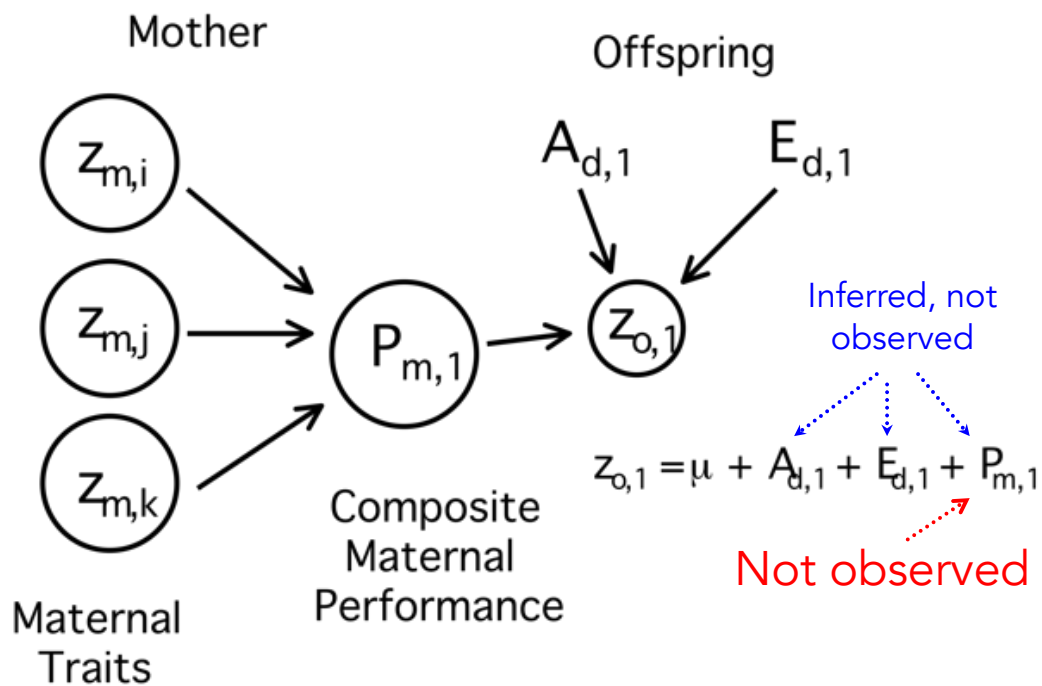 Mother
Offspring
z_{m,i}
A_{d,1}
E_{d,1}
z_{m,j}
P_{m,1}
z_{o,1}
Inferred, not
observed
z_{m,k}
z_{o,1} = μ + A_{d,1} + E_{d,1} + P_{m,1}
Composite
Maternal
Performance
Not observed
Maternal
Traits